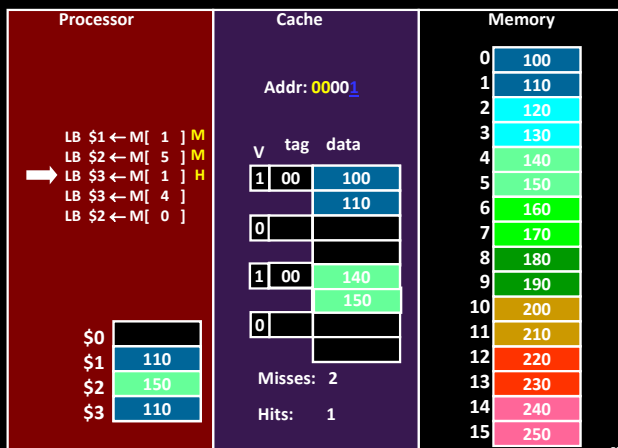 Processor
LB $1 ← M[ 1 ] M
LB $2 ← M[ 5 ] M
LB $3 ← M[ 1 ] H
LB $3 ← M[ 4 ]
LB $2 ← M[ 0 ]
$0
$1 110
$2 150
$3 110
Cache
Addr: 00001
V tag data
1 00 100
110
0
1 00 140
150
0
Misses: 2
Hits: 1
Memory
0 100
1 110
2 120
3 130
4 140
5 150
6 160
7 170
8 180
9 190
10 200
11 210
12 220
13 230
14 240
15 250